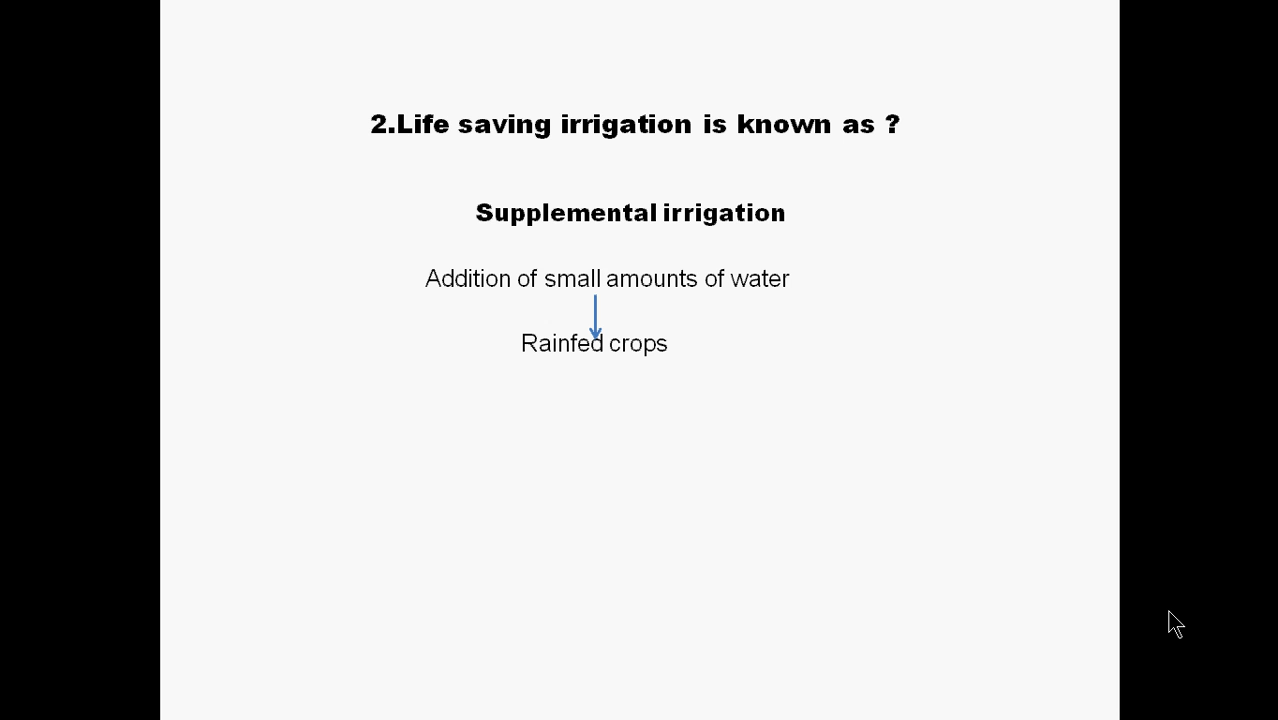 2.Life saving irrigation is known as ?
Supplemental irrigation
Addition of small amounts of water
Rainfed crops